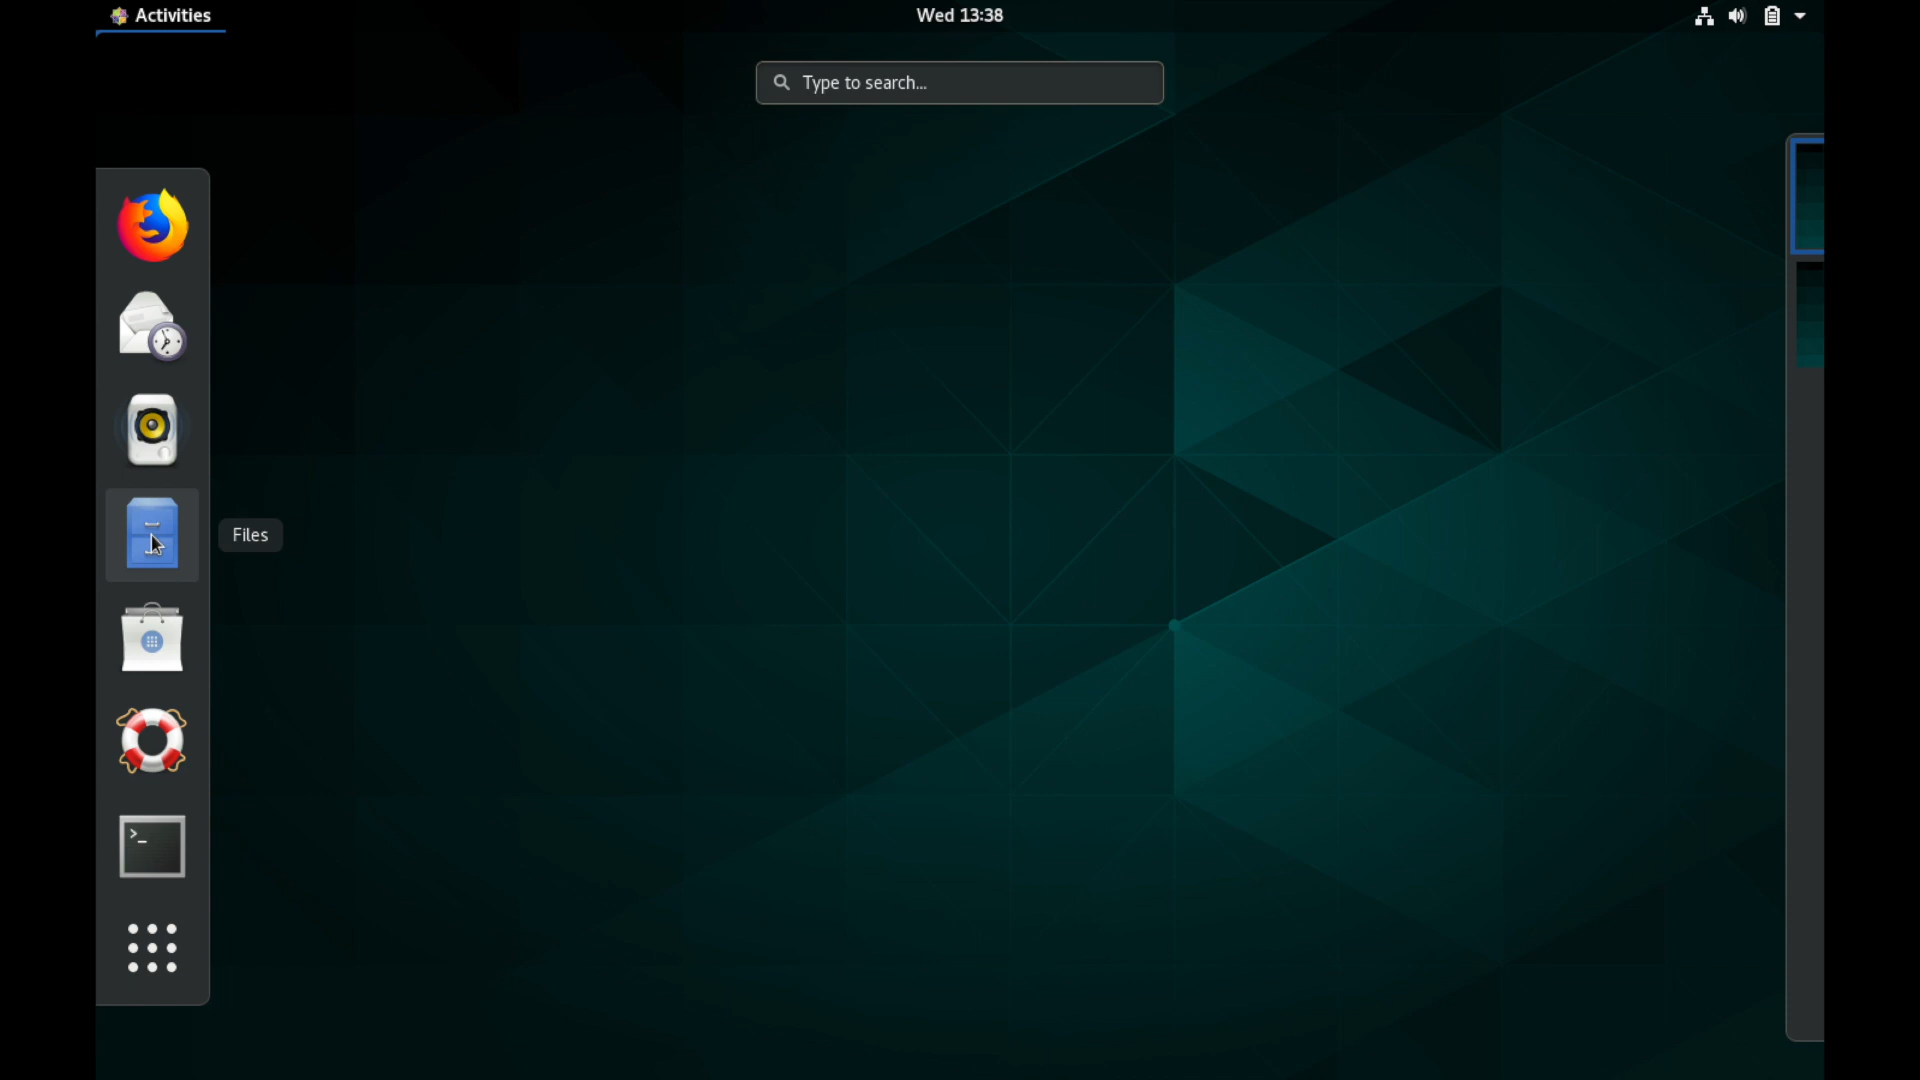 Activities
Wed 13:38
Type to search...
Files
>_